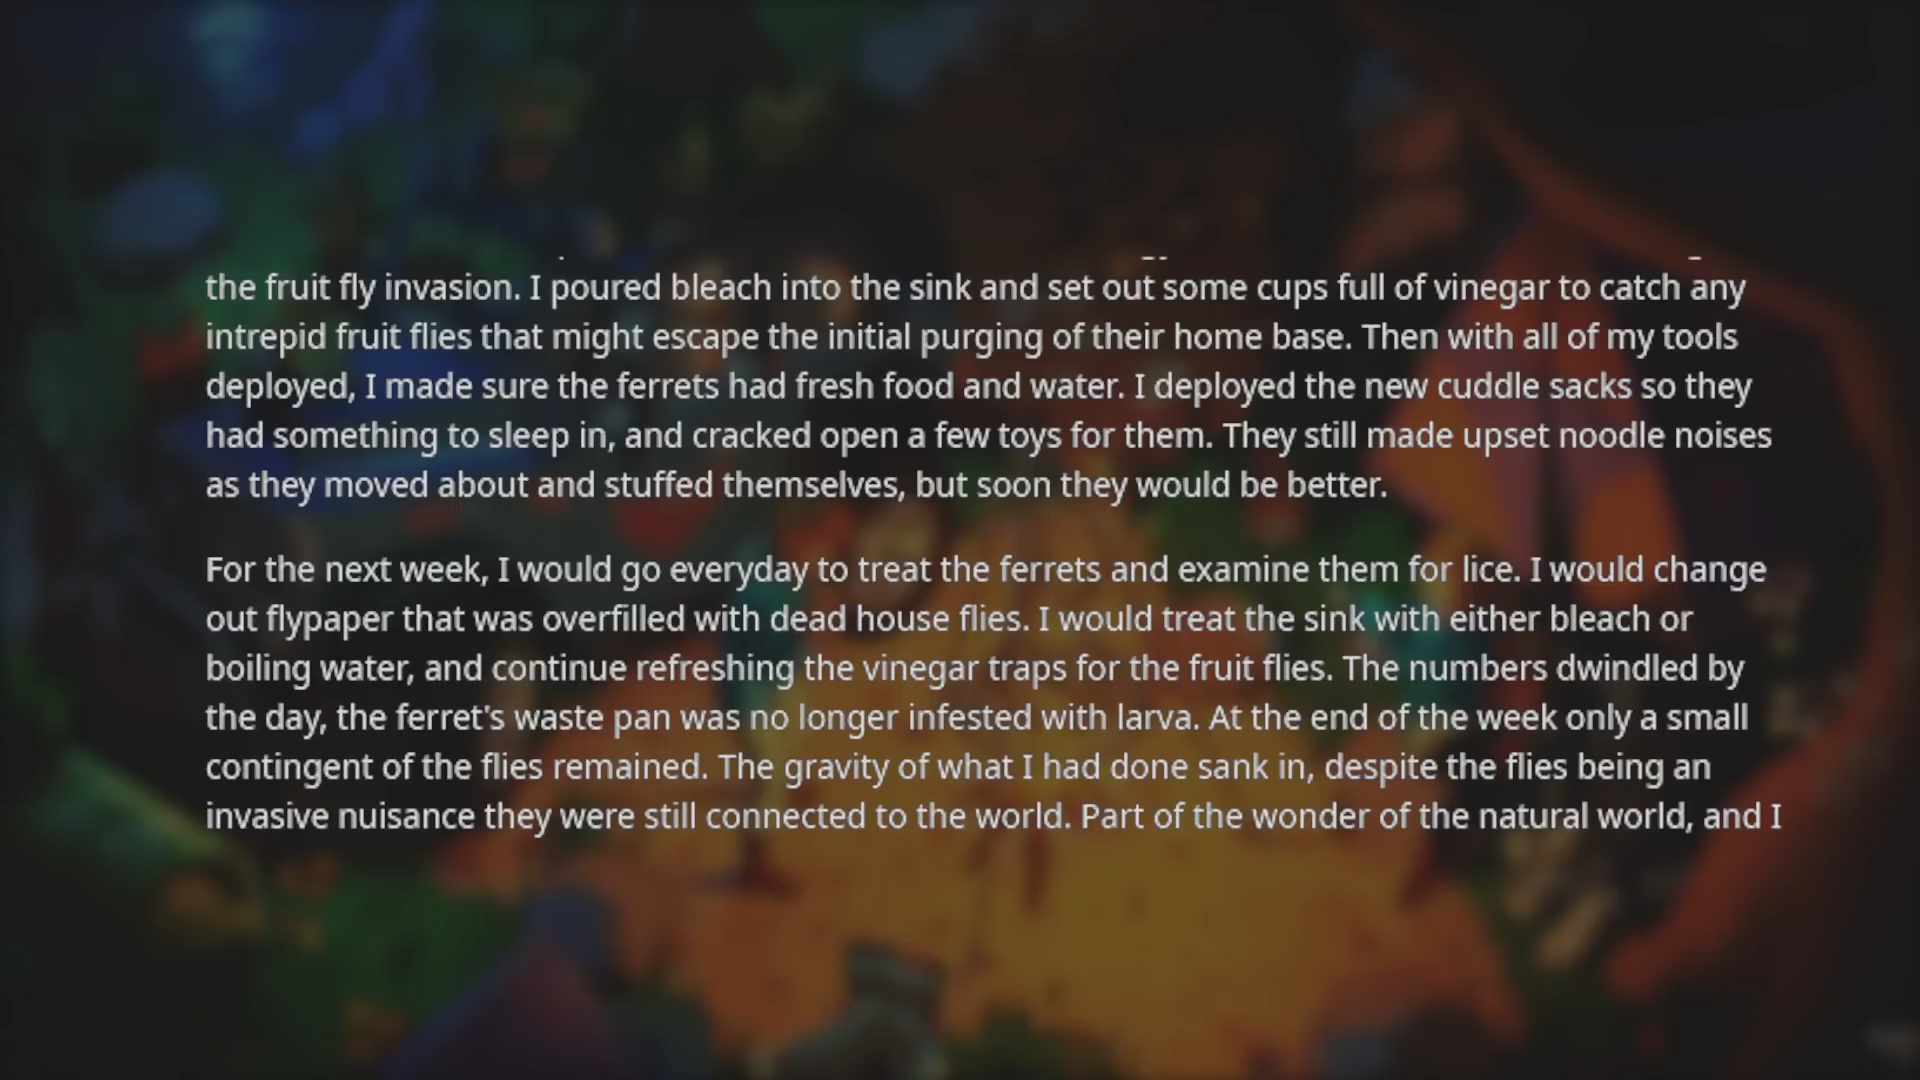 the fruit fly invasion. I poured bleach into the sink and set out some cups full of vinegar to catch any
intrepid fruit flies that might escape the initial purging of their home base. Then with all of my tools
deployed, I made sure the ferrets had fresh food and water. I deployed the new cuddle sacks so they
had something to sleep in, and cracked open a few toys for them. They still made upset noodle noises
as they moved about and stuffed themselves, but soon they would be better.
For the next week, I would go everyday to treat the ferrets and examine them for lice. I would change
out flypaper that was overfilled with dead house flies. I would treat the sink with either bleach or
boiling water, and continue refreshing the vinegar traps for the fruit flies. The numbers dwindled by
the day, the ferret's waste pan was no longer infested with larva. At the end of the week only a small
contingent of the flies remained. The gravity of what I had done sank in, despite the flies being an
invasive nuisance they were still connected to the world. Part of the wonder of the natural world, and I